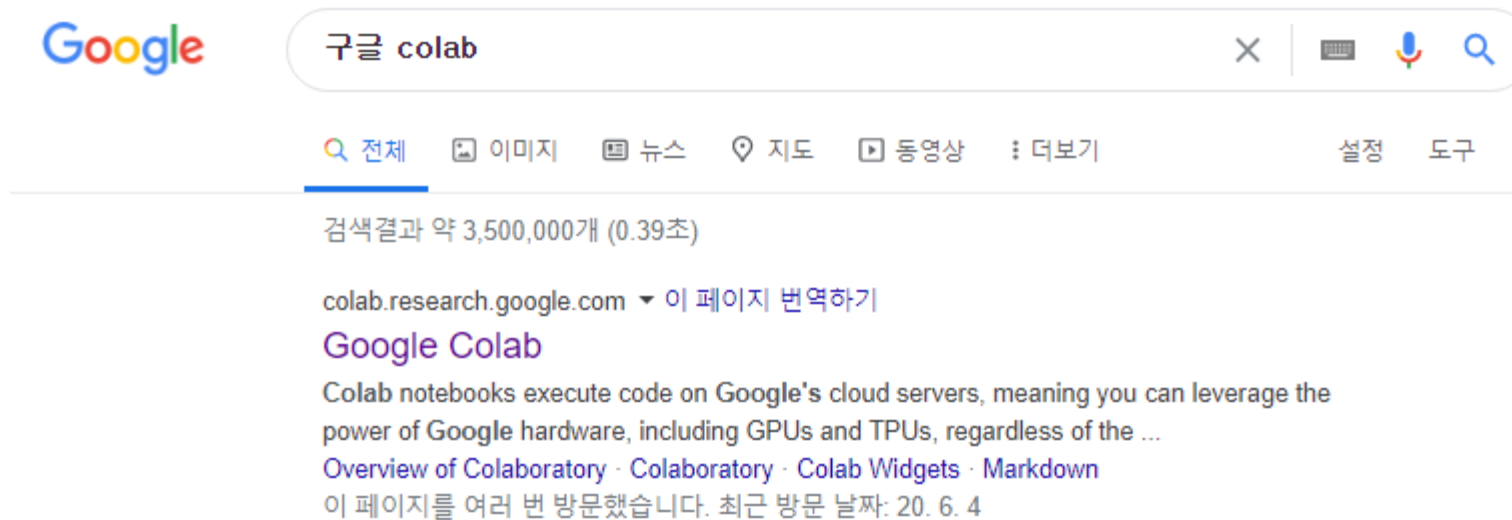 Google 구글 colab
전체 이미지 뉴스 지도 동영상 더보기 설정 도구
검색결과 약 3,500,000개 (0.39초)
colab.research.google.com ▼ 이 페이지 번역하기
Google Colab
Colab notebooks execute code on Google's cloud servers, meaning you can leverage the
power of Google hardware, including GPUs and TPUs, regardless of the ...
Overview of Colaboratory · Colaboratory · Colab Widgets · Markdown
이 페이지를 여러 번 방문했습니다. 최근 방문 날짜: 20. 6. 4